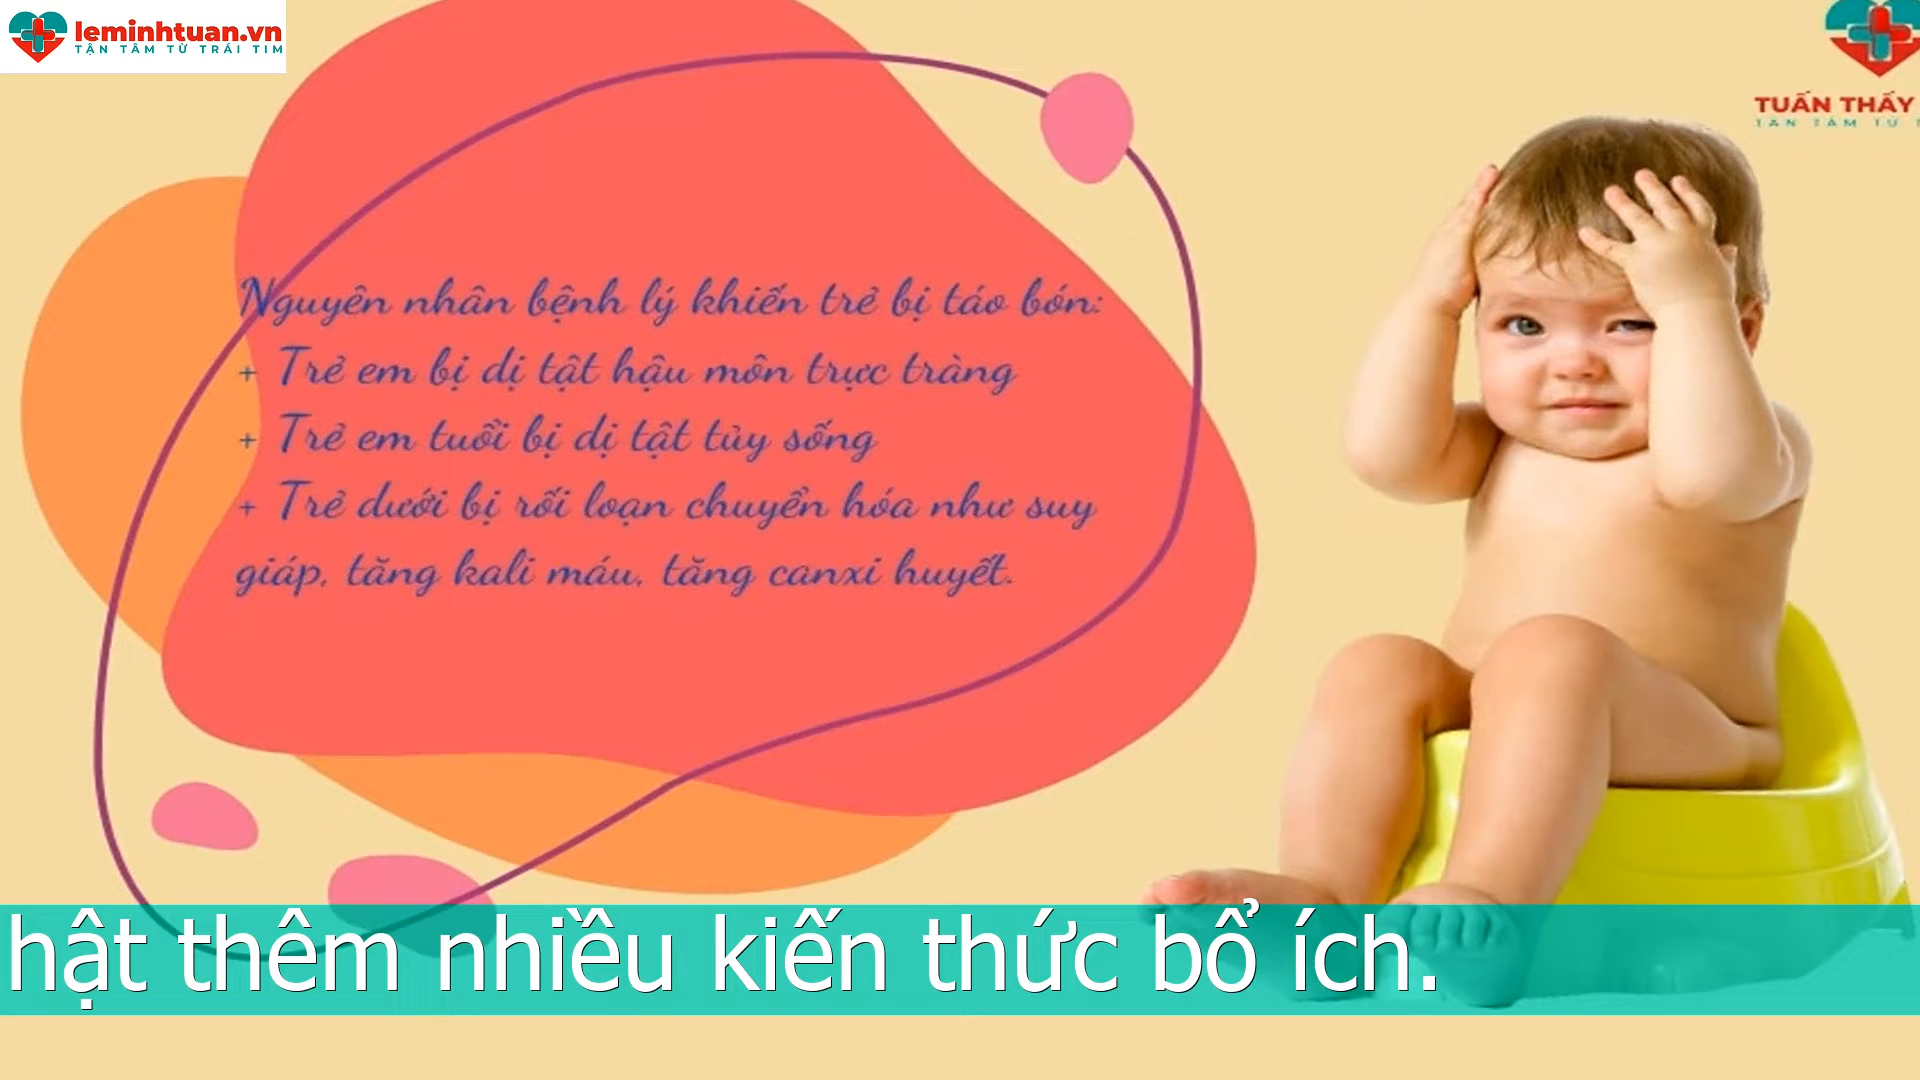 leminhtuan.vn
TẬN TÂM TỪ TRÁI TIM
TUẤN THẦY
TẬN TÂM TỪ
Nguyên nhân bệnh lý khiến trẻ bị táo bón:
+ Trẻ em bị dị tật hậu môn trực tràng
+ Trẻ em tuổi bị dị tật tủy sống
+ Trẻ dưới bị rối loạn chuyển hóa như suy
giáp, tăng kali máu, tăng canxi huyết.
hật thêm nhiều kiến thức bổ ích.